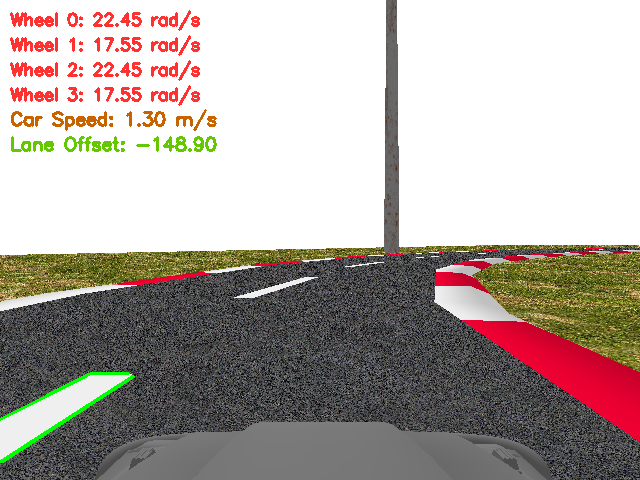 Wheel 0: 22.45 rad/s
Wheel 1: 17.55 rad/s
Wheel 2: 22.45 rad/s
Wheel 3: 17.55 rad/s
Car Speed: 1.30 m/s
Lane Offset: -148.90